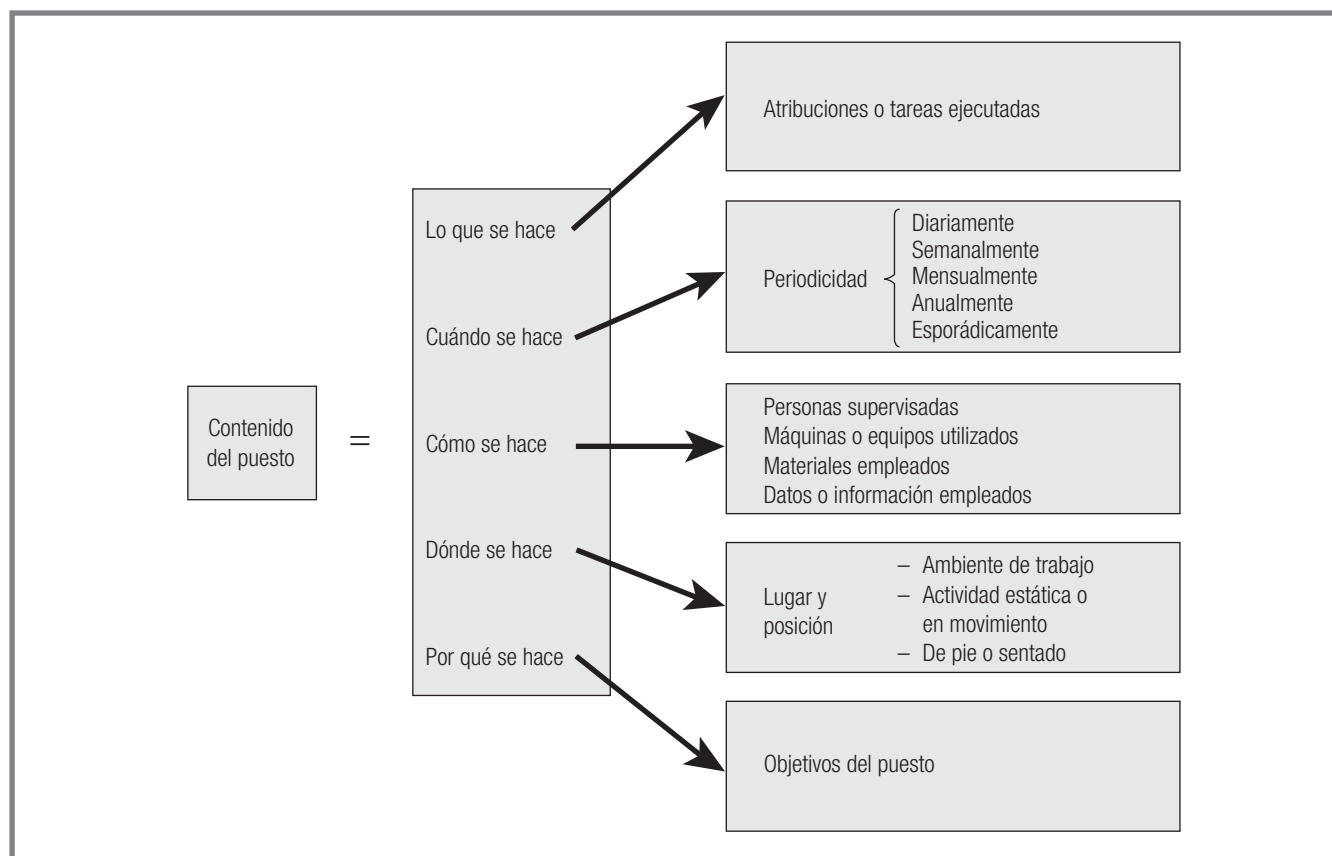 Contenido
del puesto
=
Lo que se hace
Cuándo se hace
Cómo se hace
Dónde se hace
Por qué se hace
Atribuciones o tareas ejecutadas
Periodicidad
Diariamente
Semanalmente
Mensualmente
Anualmente
Esporádicamente
Personas supervisadas
Máquinas o equipos utilizados
Materiales empleados
Datos o información empleados
Lugar y
posición
– Ambiente de trabajo
– Actividad estática o
en movimiento
– De pie o sentado
Objetivos del puesto